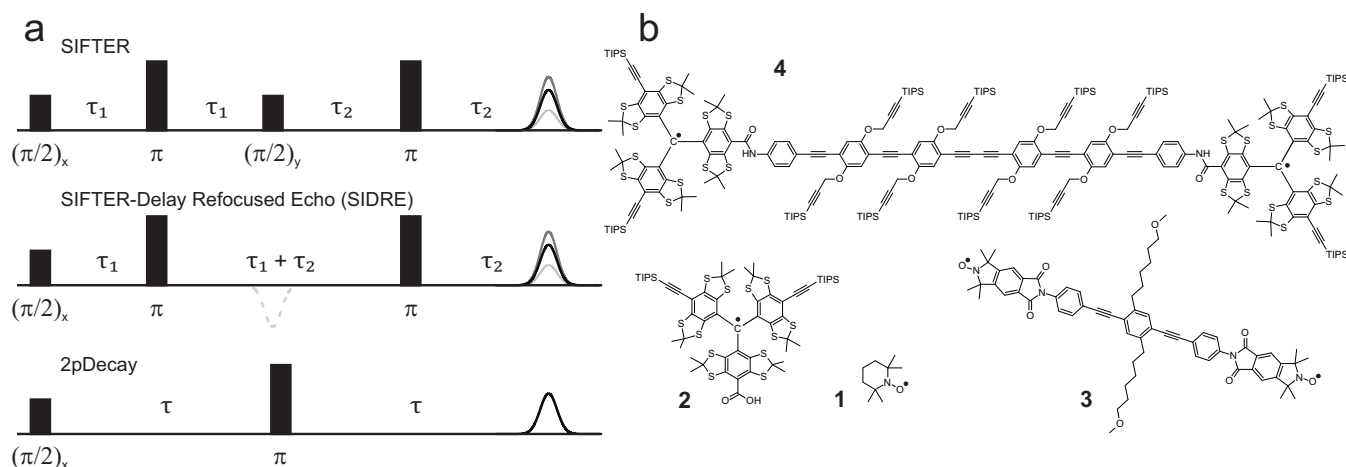 a
SIFTER
τ₁
τ₁
τ₂
τ₂
(π/2)ₓ
π
(π/2)ᵧ
π
SIFTER-Delay Refocused Echo (SIDRE)
τ₁
τ₁ + τ₂
τ₂
(π/2)ₓ
π
π
2pDecay
τ
τ
(π/2)ₓ
π
b
4
TIPS
TIPS
TIPS
TIPS
TIPS
TIPS
TIPS
TIPS
TIPS
TIPS
TIPS
TIPS
C•
O
NH
O
O
O
O
O
O
O
O
NH
O
C•
TIPS
TIPS
C•
O
OH
2
N
O•
1
O
O
•O
N
O
O
N
N
O
O
N
O•
O
O
3